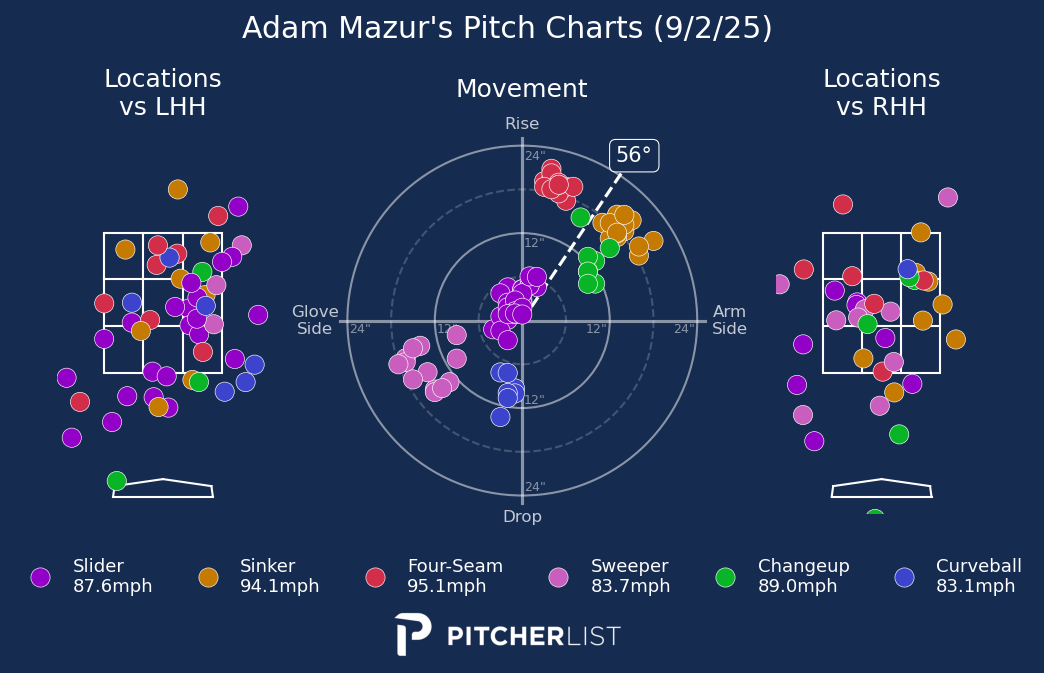 Adam Mazur's Pitch Charts (9/2/25)
Locations
vs LHH
Movement
Locations
vs RHH
Rise
56°
24"
12"
Glove
Side
24"
12"
12"
24"
Arm
Side
12"
24"
Drop
Slider
87.6mph
Sinker
94.1mph
Four-Seam
95.1mph
Sweeper
83.7mph
Changeup
89.0mph
Curveball
83.1mph
PITCHERLIST